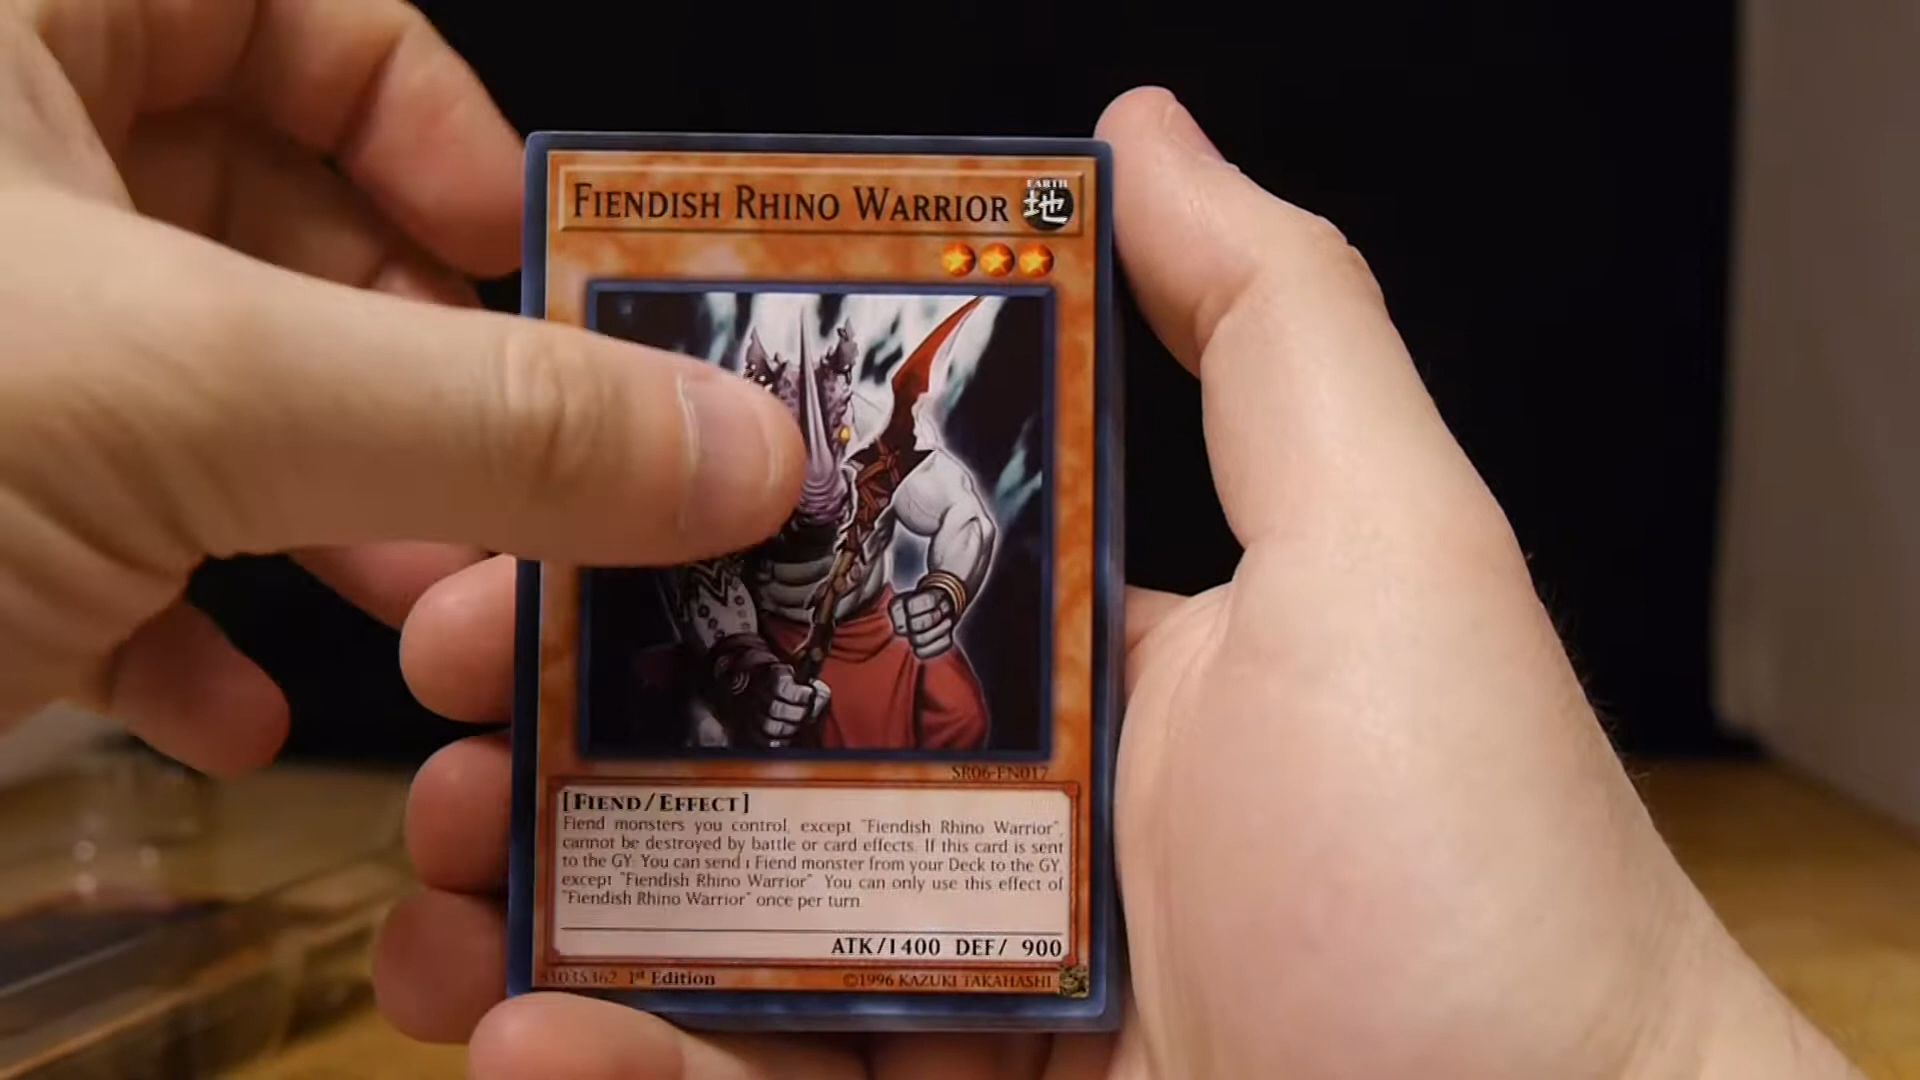 FIENDISH RHINO WARRIOR
EARTH
地
SR06-EN017
[FIEND/EFFECT]
Fiend monsters you control, except "Fiendish Rhino Warrior",
cannot be destroyed by battle or card effects. If this card is sent
to the GY: You can send 1 Fiend monster from your Deck to the GY,
except "Fiendish Rhino Warrior". You can only use this effect of
"Fiendish Rhino Warrior" once per turn.
ATK/1400 DEF/ 900
1st Edition
©1996 KAZUKI TAKAHASHI